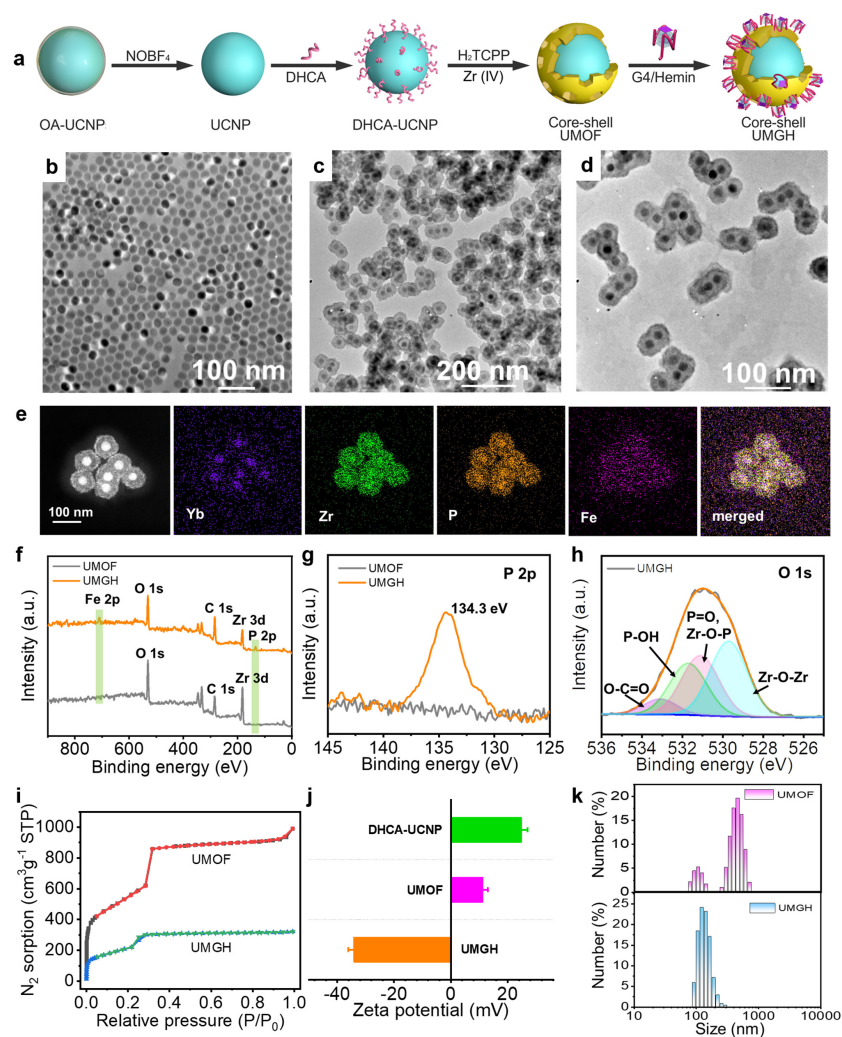 a
NOBF₄
DHCA
H₂TCPP
Zr (IV)
G4/Hemin
OA-UCNP
UCNP
DHCA-UCNP
Core-shell
UMOF
Core-shell
UMGH
b
100 nm
c
200 nm
d
100 nm
e
100 nm
Yb
Zr
P
Fe
merged
f
UMOF
UMGH
Fe 2p
O 1s
C 1s
Zr 3d
P 2p
O 1s
C 1s
Zr 3d
Intensity (a.u.)
800 600 400 200 0
Binding energy (eV)
g
UMOF
UMGH
P 2p
134.3 eV
Intensity (a.u.)
145 140 135 130 125
Binding energy (eV)
h
UMGH
O 1s
P=O,
Zr-O-P
P-OH
O-C=O
Zr-O-Zr
Intensity (a.u.)
536 534 532 530 528 526
Binding energy (eV)
i
N₂ sorption (cm³g⁻¹ STP)
1000
800
600
400
200
0
UMOF
UMGH
0.0 0.2 0.4 0.6 0.8 1.0
Relative pressure (P/P₀)
j
DHCA-UCNP
UMOF
UMGH
-40 -20 0 20
Zeta potential (mV)
k
Number (%)
20
15
10
5
0
UMOF
Number (%)
25
20
15
10
5
0
UMGH
10 100 1000 10000
Size (nm)